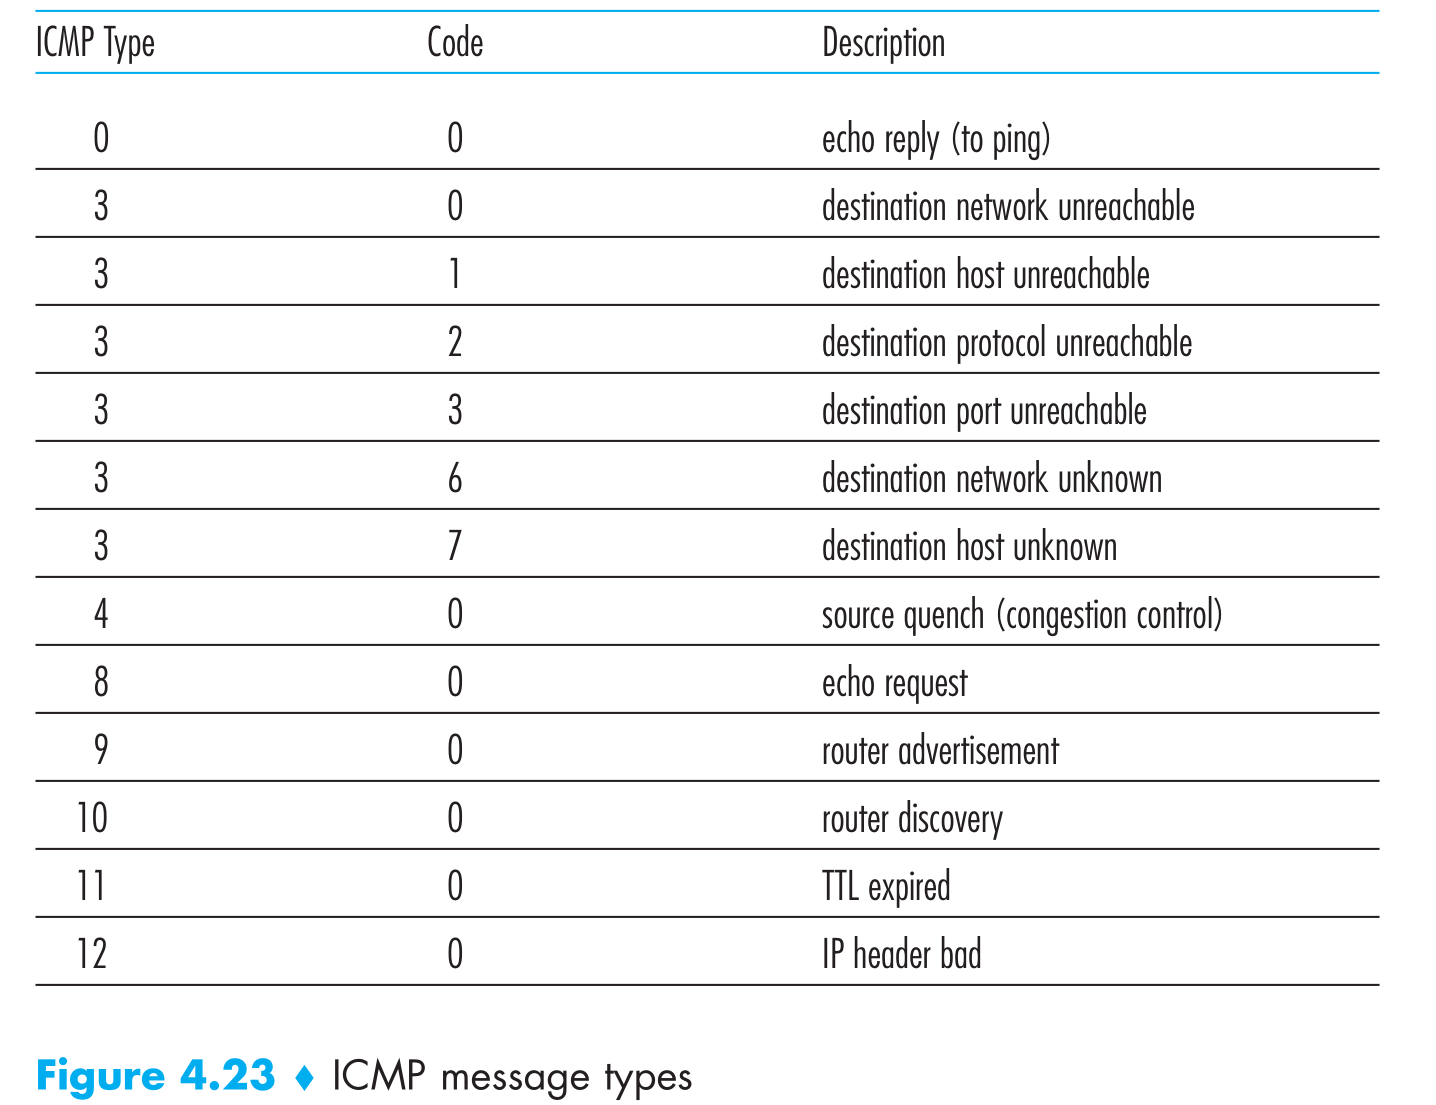 ICMP Type Code Description
0 0 echo reply (to ping)
3 0 destination network unreachable
3 1 destination host unreachable
3 2 destination protocol unreachable
3 3 destination port unreachable
3 6 destination network unknown
3 7 destination host unknown
4 0 source quench (congestion control)
8 0 echo request
9 0 router advertisement
10 0 router discovery
11 0 TTL expired
12 0 IP header bad
Figure 4.23 ♦ ICMP message types